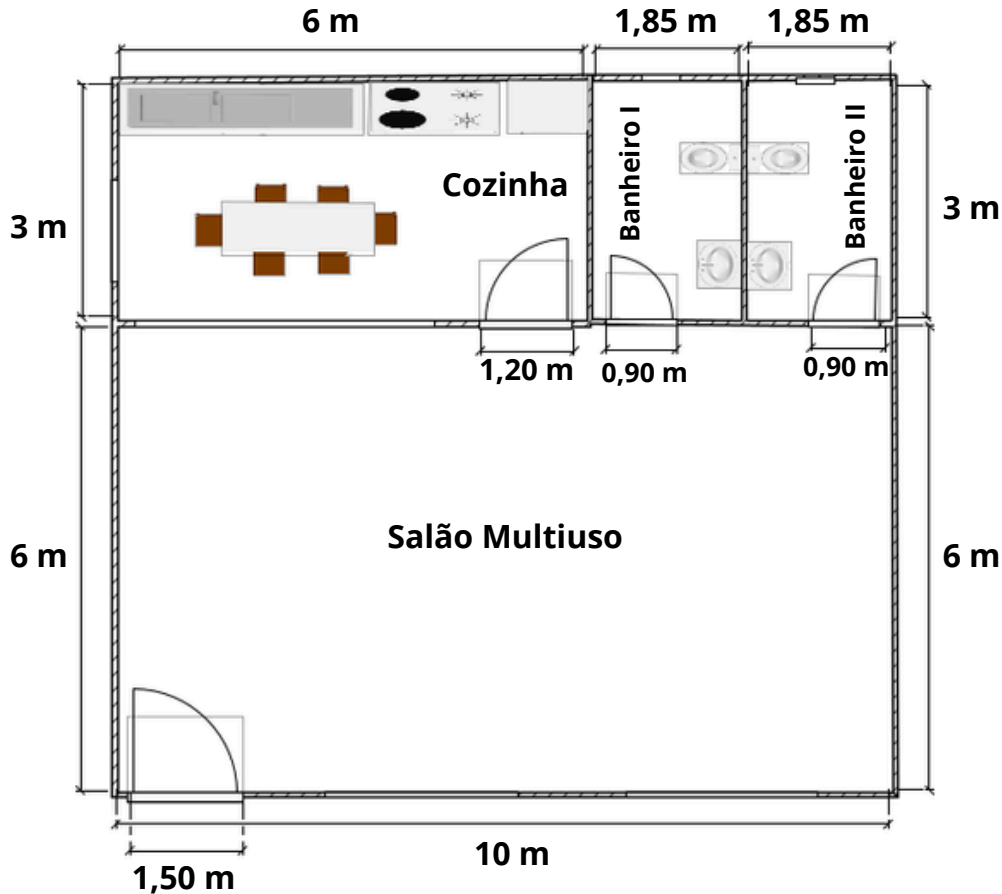 6 m
1,85 m
1,85 m
Cozinha
Banheiro I
Banheiro II
3 m
3 m
1,20 m
0,90 m
0,90 m
Salão Multiuso
6 m
6 m
10 m
1,50 m